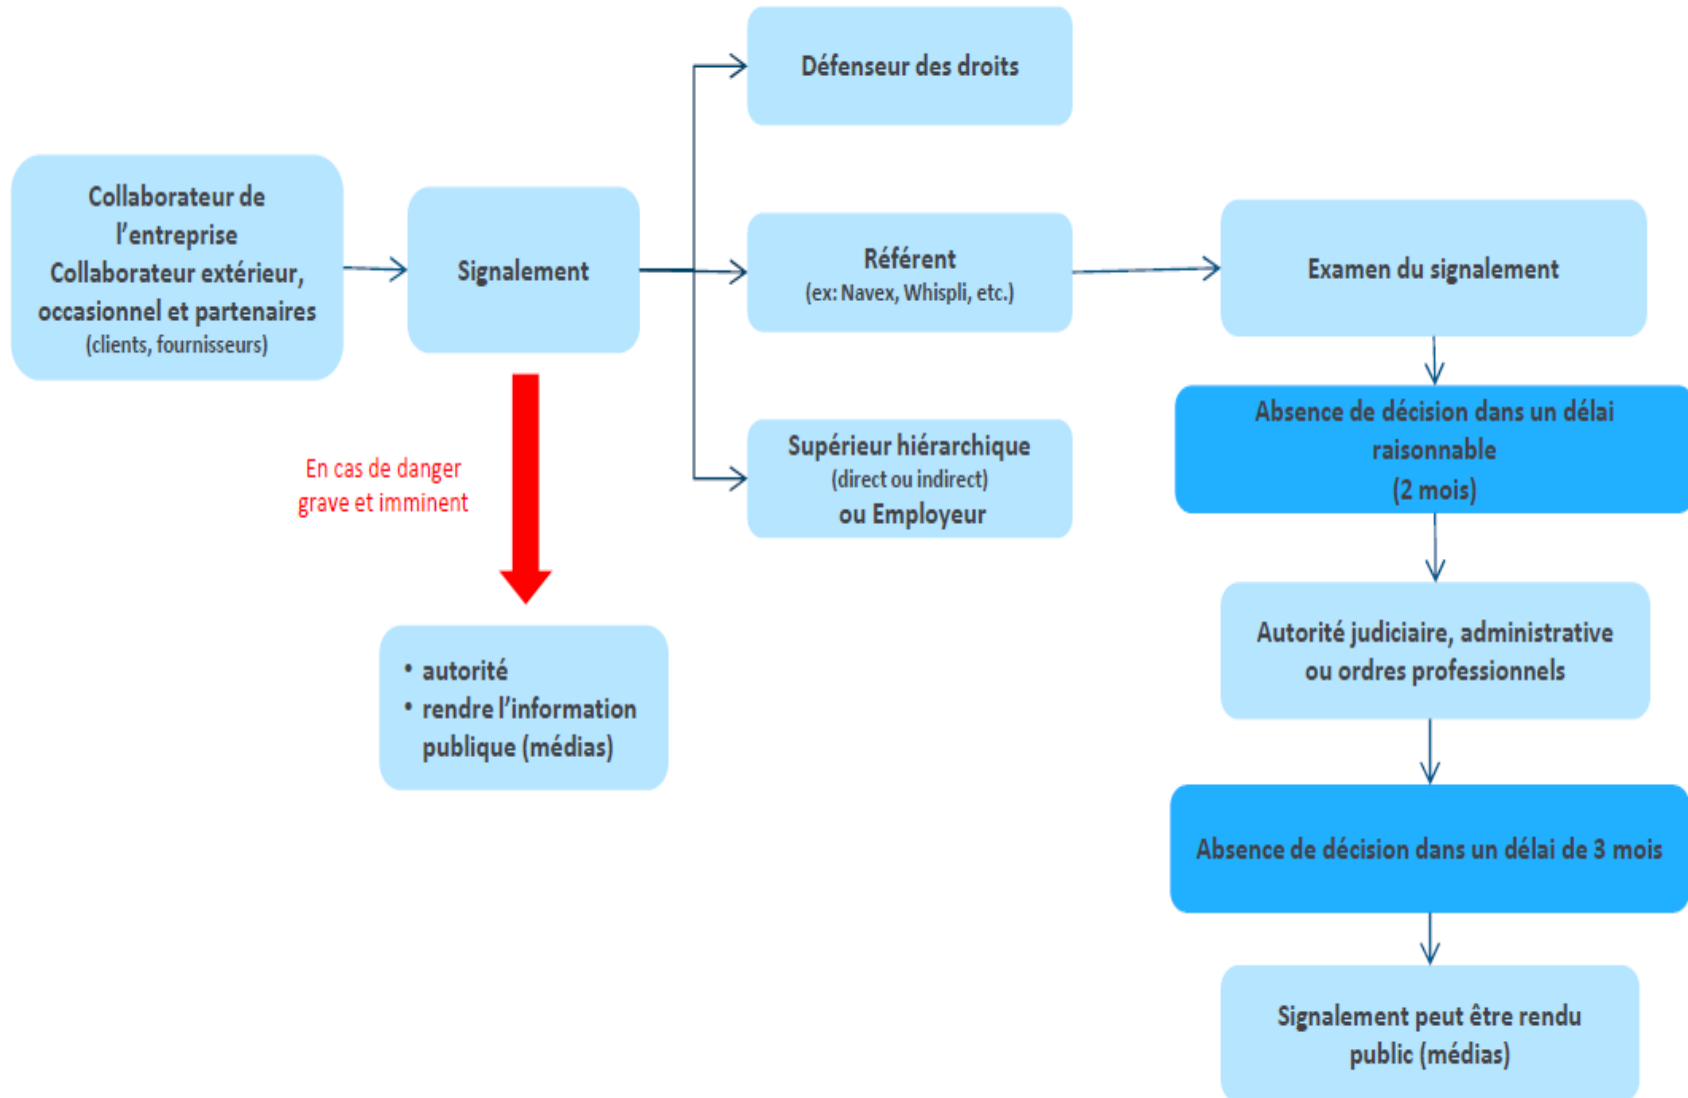 Défenseur des droits
Collaborateur de
l’entreprise
Collaborateur extérieur,
occasionnel et partenaires
(clients, fournisseurs)
Signalement
Référent
(ex: Navex, Whispli, etc.)
Examen du signalement
En cas de danger
grave et imminent
Supérieur hiérarchique
(direct ou indirect)
ou Employeur
Absence de décision dans un délai
raisonnable
(2 mois)
• autorité
• rendre l’information
publique (médias)
Autorité judiciaire, administrative
ou ordres professionnels
Absence de décision dans un délai de 3 mois
Signalement peut être rendu
public (médias)